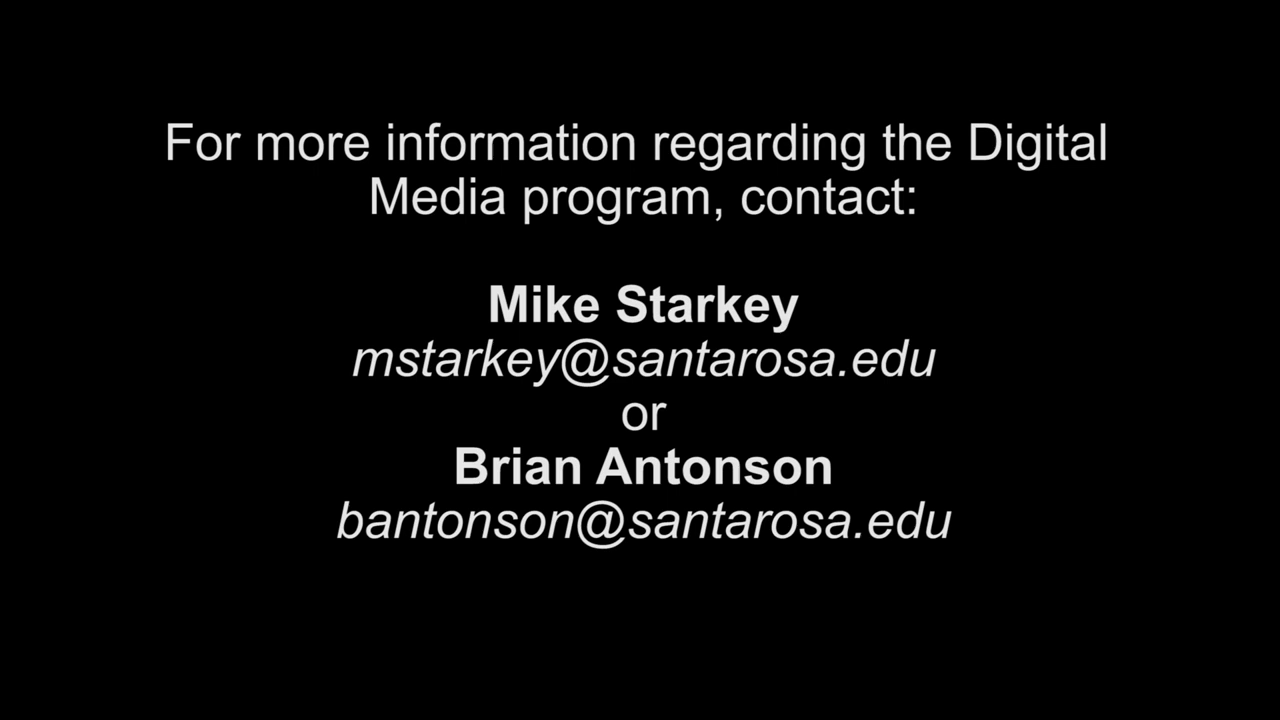 For more information regarding the Digital
Media program, contact:
Mike Starkey
mstarkey@santarosa.edu
or
Brian Antonson
bantonson@santarosa.edu